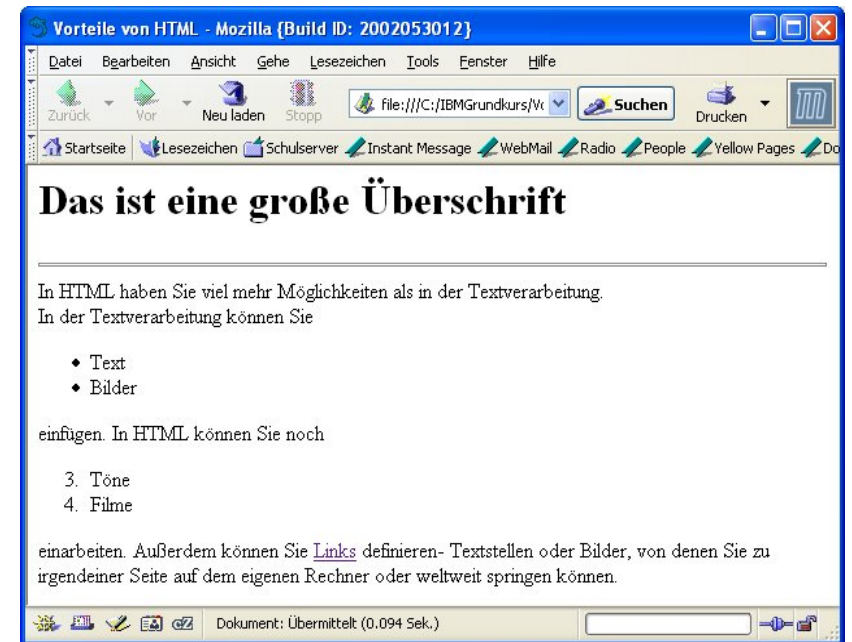 Vorteile von HTML - Mozilla {Build ID: 2002053012}
Datei Bearbeiten Ansicht Gehe Lesezeichen Tools Fenster Hilfe
Zurück Vor Neu laden Stopp file:///C:/IBMGrundkurs/Vo Suchen Drucken
Startseite Lesezeichen Schulserver Instant Message WebMail Radio People Yellow Pages Do
Das ist eine große Überschrift
In HTML haben Sie viel mehr Möglichkeiten als in der Textverarbeitung.
In der Textverarbeitung können Sie
• Text
• Bilder
einfügen. In HTML können Sie noch
3. Töne
4. Filme
einarbeiten. Außerdem können Sie Links definieren- Textstellen oder Bilder, von denen Sie zu
irgendeiner Seite auf dem eigenen Rechner oder weltweit springen können.
Dokument: Übermittelt (0.094 Sek.)